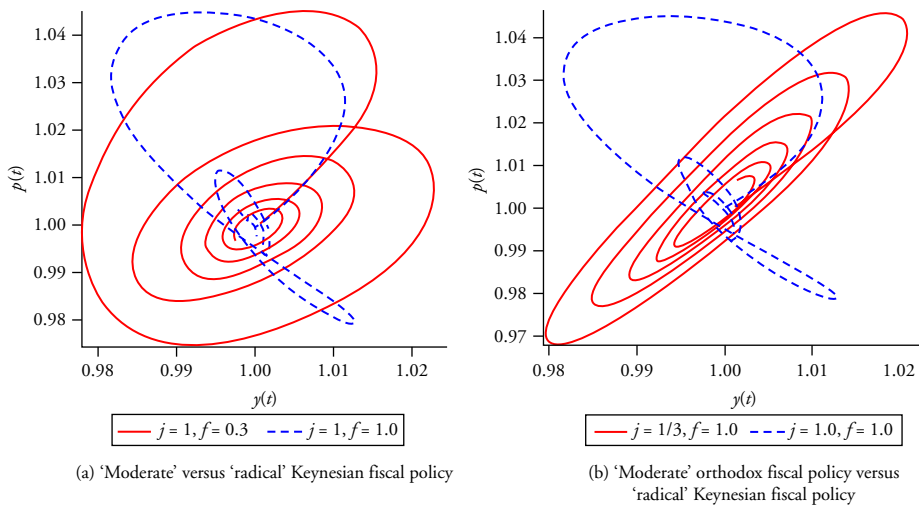 1.04
1.03
1.02
1.01
1.00
0.99
0.98
p(t)
0.98
0.99
1.00
1.01
1.02
y(t)
j = 1, f = 0.3
j = 1, f = 1.0
(a) ‘Moderate’ versus ‘radical’ Keynesian fiscal policy
1.04
1.03
1.02
1.01
1.00
0.99
0.98
0.97
p(t)
0.98
0.99
1.00
1.01
1.02
y(t)
j = 1/3, f = 1.0
j = 1.0, f = 1.0
(b) ‘Moderate’ orthodox fiscal policy versus
‘radical’ Keynesian fiscal policy